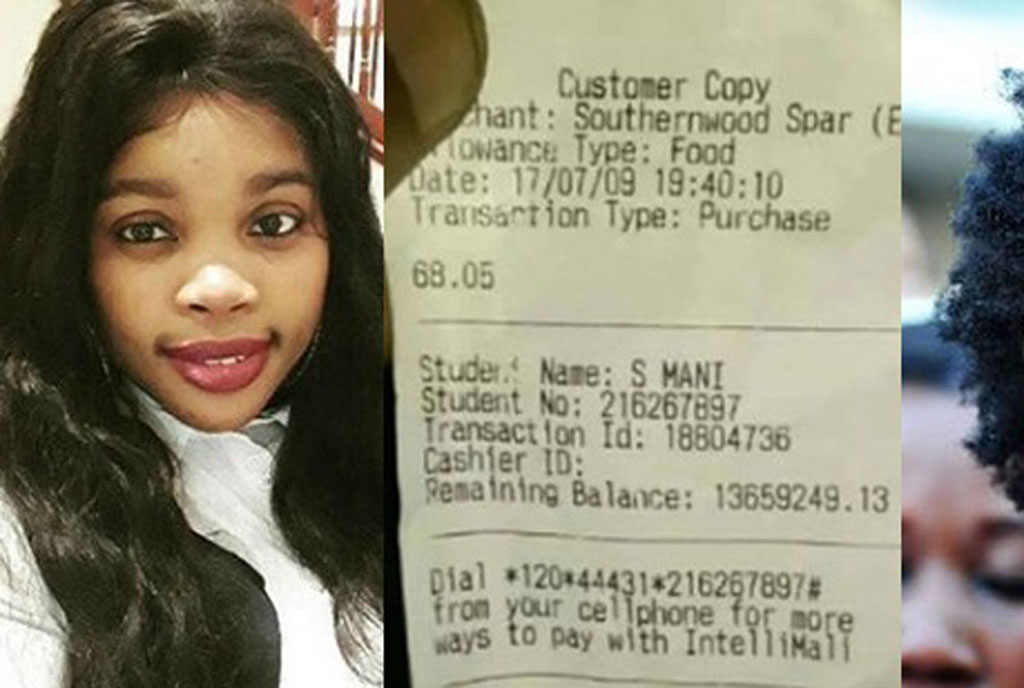 Customer Copy
chant: Southernwood Spar (E
lowance Type: Food
Date: 17/07/09 19:40:10
Transaction Type: Purchase
68.05
Student Name: S MANI
Student No: 216267897
Transaction Id: 18804736
Cashier ID:
Remaining Balance: 13659249.13
Dial *120*44431*216267897#
from your cellphone for more
ways to pay with IntelliMali